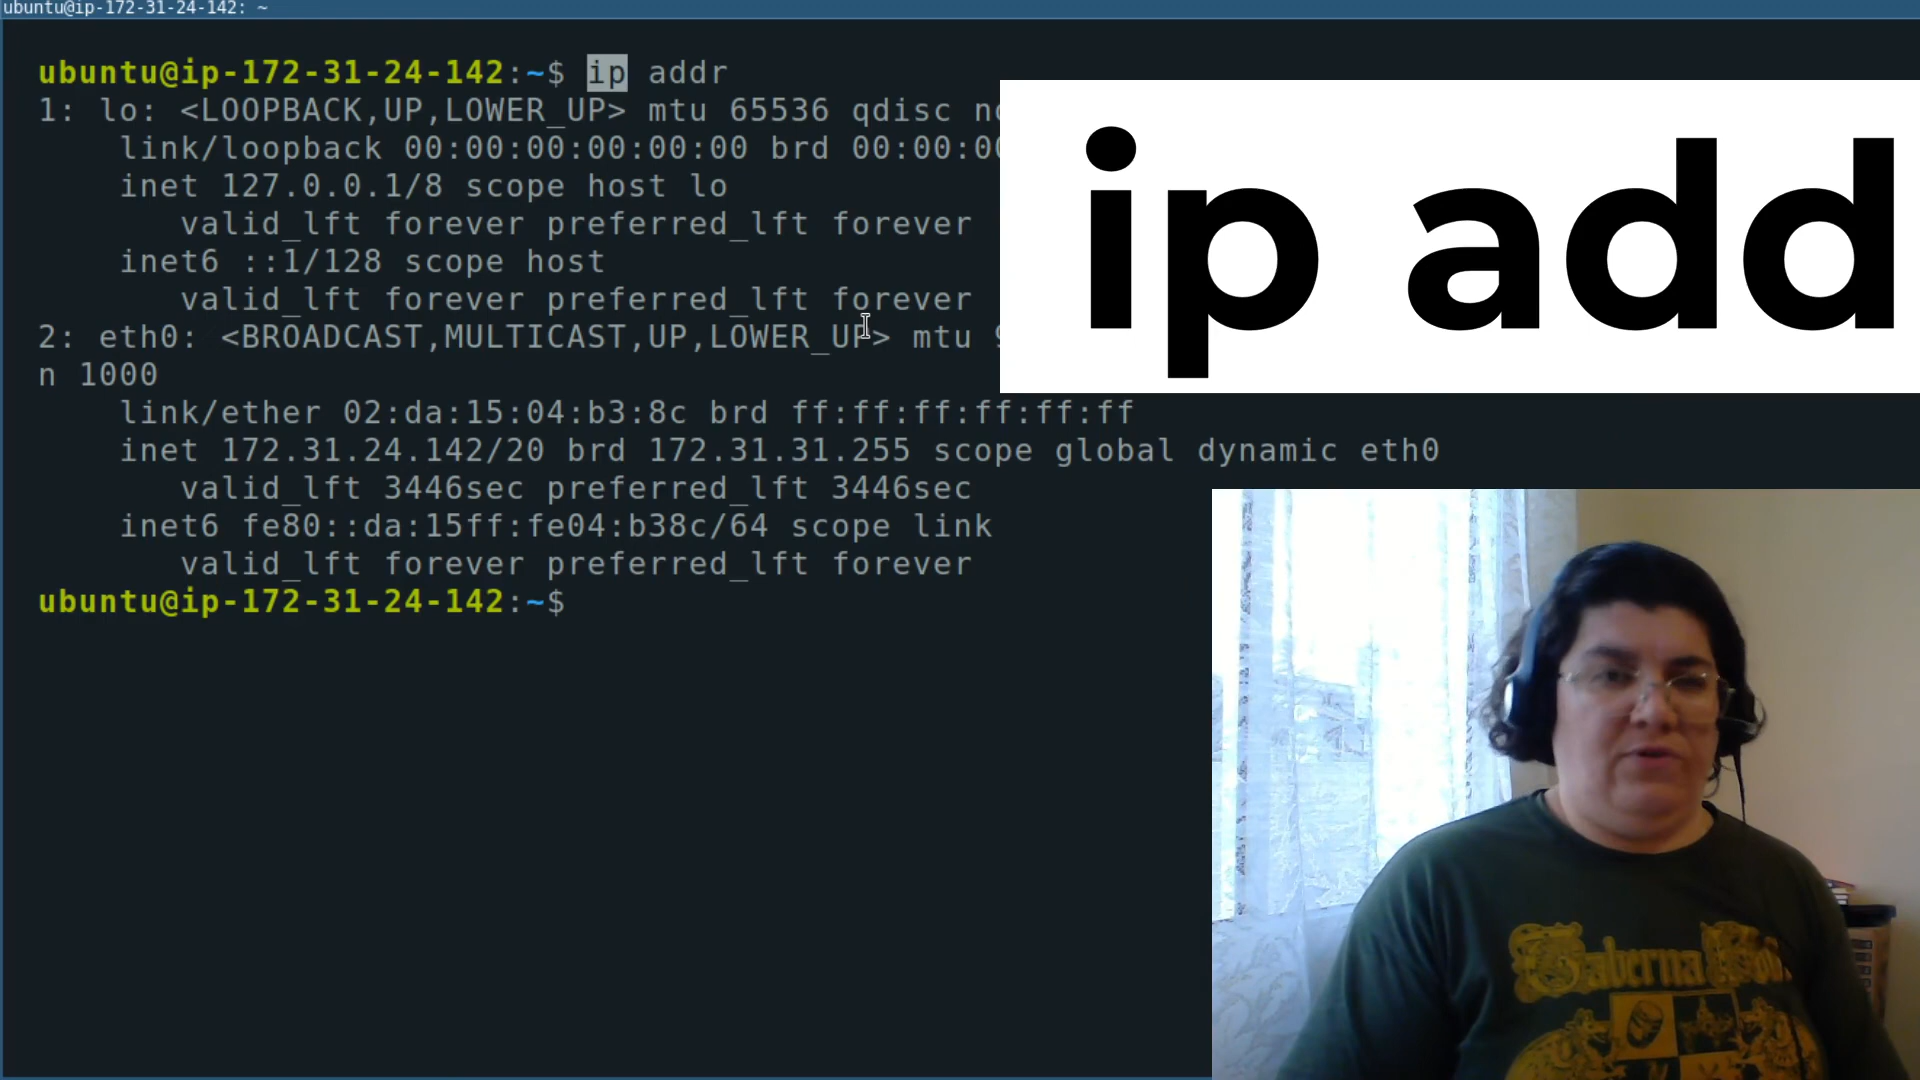 ubuntu@ip-172-31-24-142: ~
ubuntu@ip-172-31-24-142:~$ ip addr
1: lo: <LOOPBACK,UP,LOWER_UP> mtu 65536 qdisc
link/loopback 00:00:00:00:00:00 brd 00:00:00
inet 127.0.0.1/8 scope host lo
valid_lft forever preferred_lft forever
inet6 ::1/128 scope host
valid_lft forever preferred_lft forever
2: eth0: <BROADCAST,MULTICAST,UP,LOWER_UP> mtu
n 1000
link/ether 02:da:15:04:b3:8c brd ff:ff:ff:ff:ff:ff
inet 172.31.24.142/20 brd 172.31.31.255 scope global dynamic eth0
valid_lft 3446sec preferred_lft 3446sec
inet6 fe80::da:15ff:fe04:b38c/64 scope link
valid_lft forever preferred_lft forever
ubuntu@ip-172-31-24-142:~$
ip add
Taberna